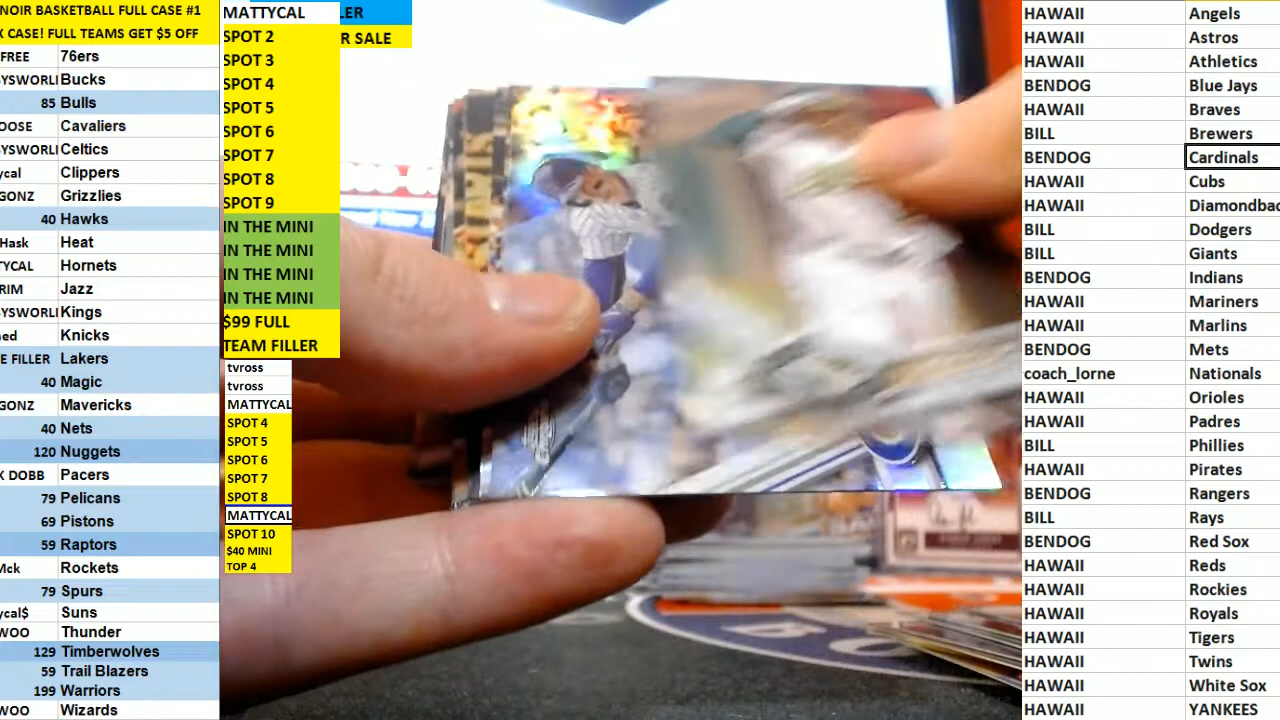 NOIR BASKETBALL FULL CASE #1
X CASE! FULL TEAMS GET $5 OFF
FREE 76ers
YSWORL Bucks
85 Bulls
OOSE Cavaliers
YSWORL Celtics
ycal Clippers
GONZ Grizzlies
40 Hawks
Hask Heat
TYCAL Hornets
RIM Jazz
YSWORL Kings
ned Knicks
E FILLER Lakers
40 Magic
GONZ Mavericks
40 Nets
120 Nuggets
K DOBB Pacers
79 Pelicans
69 Pistons
59 Raptors
Mck Rockets
79 Spurs
ycal$ Suns
WOO Thunder
129 Timberwolves
59 Trail Blazers
199 Warriors
WOO Wizards
MATTYCAL LER
SPOT 2 R SALE
SPOT 3
SPOT 4
SPOT 5
SPOT 6
SPOT 7
SPOT 8
SPOT 9
IN THE MINI
IN THE MINI
IN THE MINI
IN THE MINI
$99 FULL
TEAM FILLER
tvross
tvross
MATTYCAL
SPOT 4
SPOT 5
SPOT 6
SPOT 7
SPOT 8
MATTYCAL
SPOT 10
$40 MINI
TOP 4
HAWAII Angels
HAWAII Astros
HAWAII Athletics
BENDOG Blue Jays
HAWAII Braves
BILL Brewers
BENDOG Cardinals
HAWAII Cubs
HAWAII Diamondbac
BILL Dodgers
BILL Giants
BENDOG Indians
HAWAII Mariners
HAWAII Marlins
BENDOG Mets
coach_lorne Nationals
HAWAII Orioles
HAWAII Padres
BILL Phillies
HAWAII Pirates
BENDOG Rangers
BILL Rays
BENDOG Red Sox
HAWAII Reds
HAWAII Rockies
HAWAII Royals
HAWAII Tigers
HAWAII Twins
HAWAII White Sox
HAWAII YANKEES